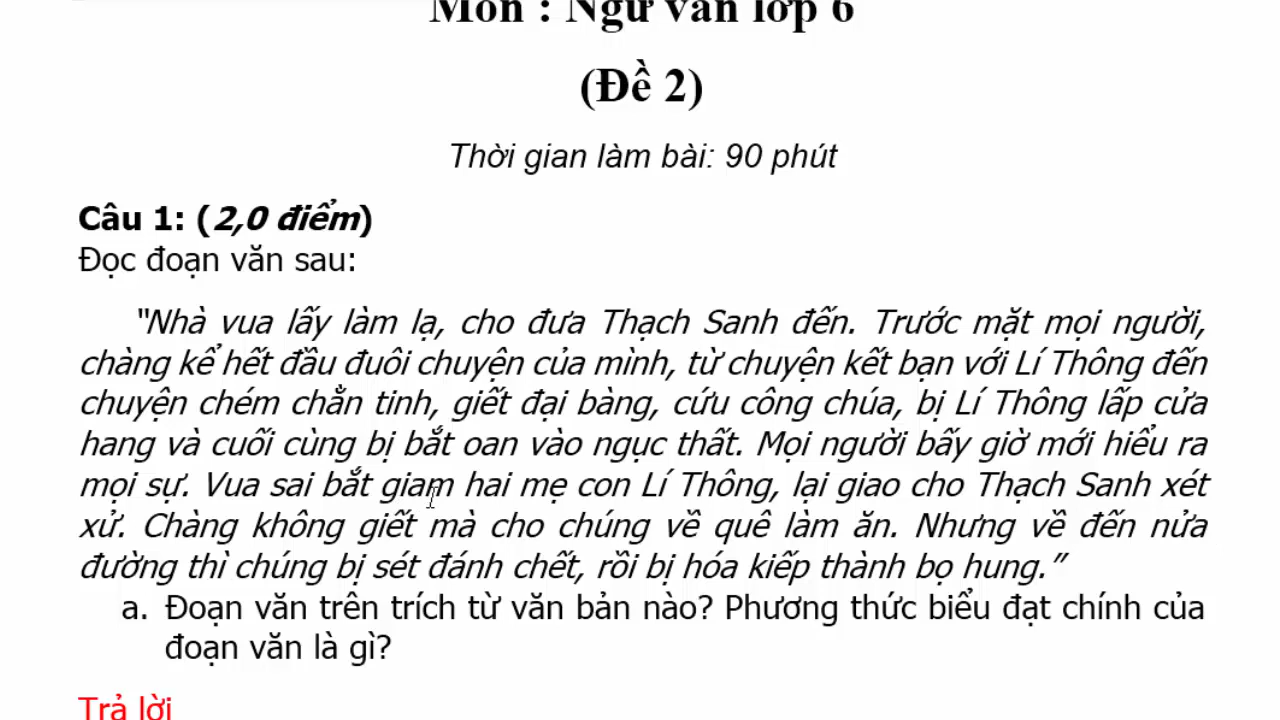 Môn : Ngữ văn lớp 6
(Đề 2)
Thời gian làm bài: 90 phút
Câu 1: (2,0 điểm)
Đọc đoạn văn sau:
"Nhà vua lấy làm lạ, cho đưa Thạch Sanh đến. Trước mặt mọi người,
chàng kể hết đầu đuôi chuyện của mình, từ chuyện kết bạn với Lí Thông đến
chuyện chém chằn tinh, giết đại bàng, cứu công chúa, bị Lí Thông lấp cửa
hang và cuối cùng bị bắt oan vào ngục thất. Mọi người bấy giờ mới hiểu ra
mọi sự. Vua sai bắt giam hai mẹ con Lí Thông, lại giao cho Thạch Sanh xét
xử. Chàng không giết mà cho chúng về quê làm ăn. Nhưng về đến nửa
đường thì chúng bị sét đánh chết, rồi bị hóa kiếp thành bọ hung."
a. Đoạn văn trên trích từ văn bản nào? Phương thức biểu đạt chính của
đoạn văn là gì?
Trả lời